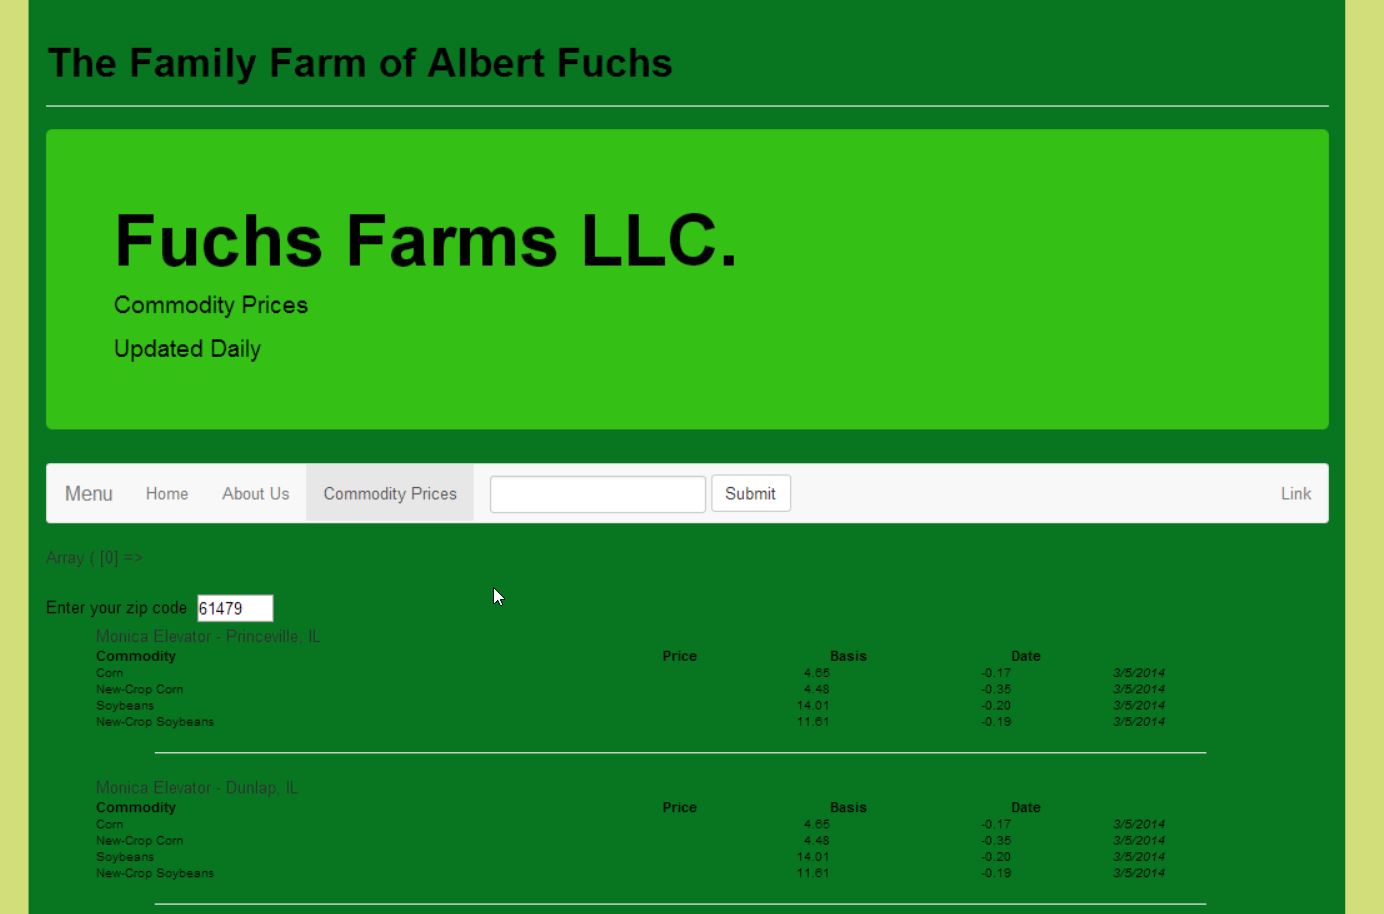 The Family Farm of Albert Fuchs
Fuchs Farms LLC.
Commodity Prices
Updated Daily
Menu Home About Us Commodity Prices Submit Link
Array ( [0] =>
Enter your zip code 61479
Monica Elevator - Princeville, IL
Commodity Price Basis Date
Corn 4.65 -0.17 3/5/2014
New-Crop Corn 4.48 -0.35 3/5/2014
Soybeans 14.01 -0.20 3/5/2014
New-Crop Soybeans 11.61 -0.19 3/5/2014
Monica Elevator - Dunlap, IL
Commodity Price Basis Date
Corn 4.65 -0.17 3/5/2014
New-Crop Corn 4.48 -0.35 3/5/2014
Soybeans 14.01 -0.20 3/5/2014
New-Crop Soybeans 11.61 -0.19 3/5/2014